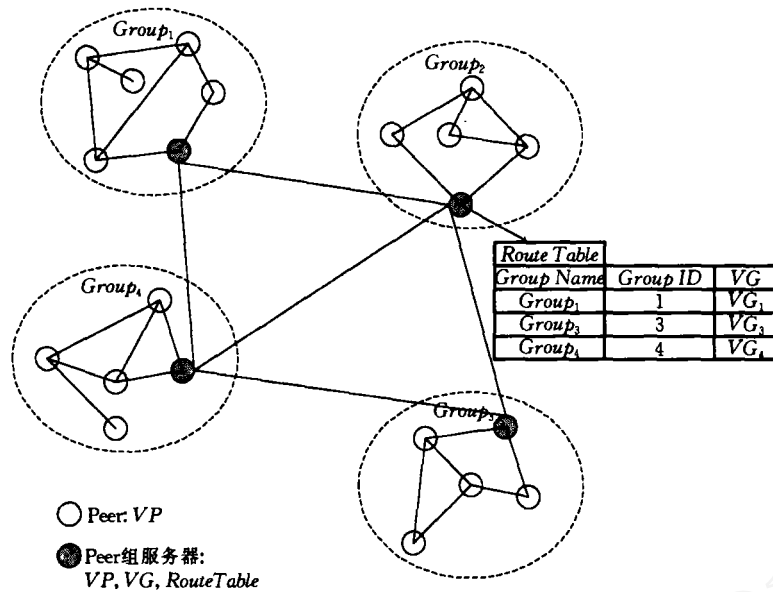 Group₁
Group₂
Route Table
Group Name Group ID VG
Group₁ 1 VG₁
Group₃ 3 VG₃
Group₄ 4 VG₄
Group₄
Group₃
Peer: VP
Peer组服务器:
VP, VG, RouteTable